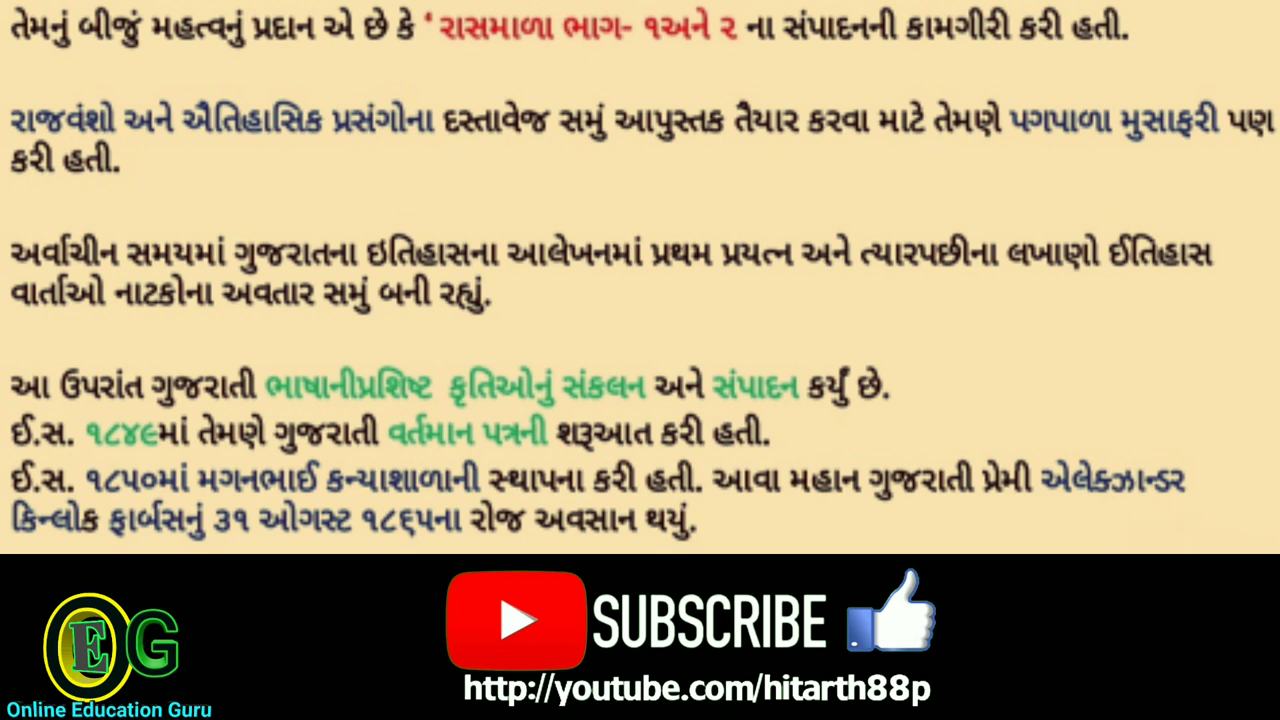 તેમનું બીજું મહત્વનું પ્રદાન એ છે કે ‘ રાસમાળા ભાગ- ૧અને ૨ ના સંપાદનની કામગીરી કરી હતી.
રાજવંશો અને ઐતિહાસિક પ્રસંગોના દસ્તાવેજ સમું આપુસ્તક તૈયાર કરવા માટે તેમણે પગપાળા મુસાફરી પણ
કરી હતી.
અર્વાચીન સમયમાં ગુજરાતના ઇતિહાસના આલેખનમાં પ્રથમ પ્રયત્ન અને ત્યારપછીના લખાણો ઈતિહાસ
વાર્તાઓ નાટકોના અવતાર સમું બની રહ્યું.
આ ઉપરાંત ગુજરાતી ભાષાનીપ્રશિષ્ટ કૃતિઓનું સંકલન અને સંપાદન કર્યું છે.
ઈ.સ. ૧૮૪૯માં તેમણે ગુજરાતી વર્તમાન પત્રની શરૂઆત કરી હતી.
ઈ.સ. ૧૮૫૦માં મગનભાઈ કન્યાશાળાની સ્થાપના કરી હતી. આવા મહાન ગુજરાતી પ્રેમી એલેક્ઝાન્ડર
કિન્લોક ફાર્બસનું ૩૧ ઓગસ્ટ ૧૮૬૫ના રોજ અવસાન થયું.
SUBSCRIBE
EG
http://youtube.com/hitarth88p
Online Education Guru